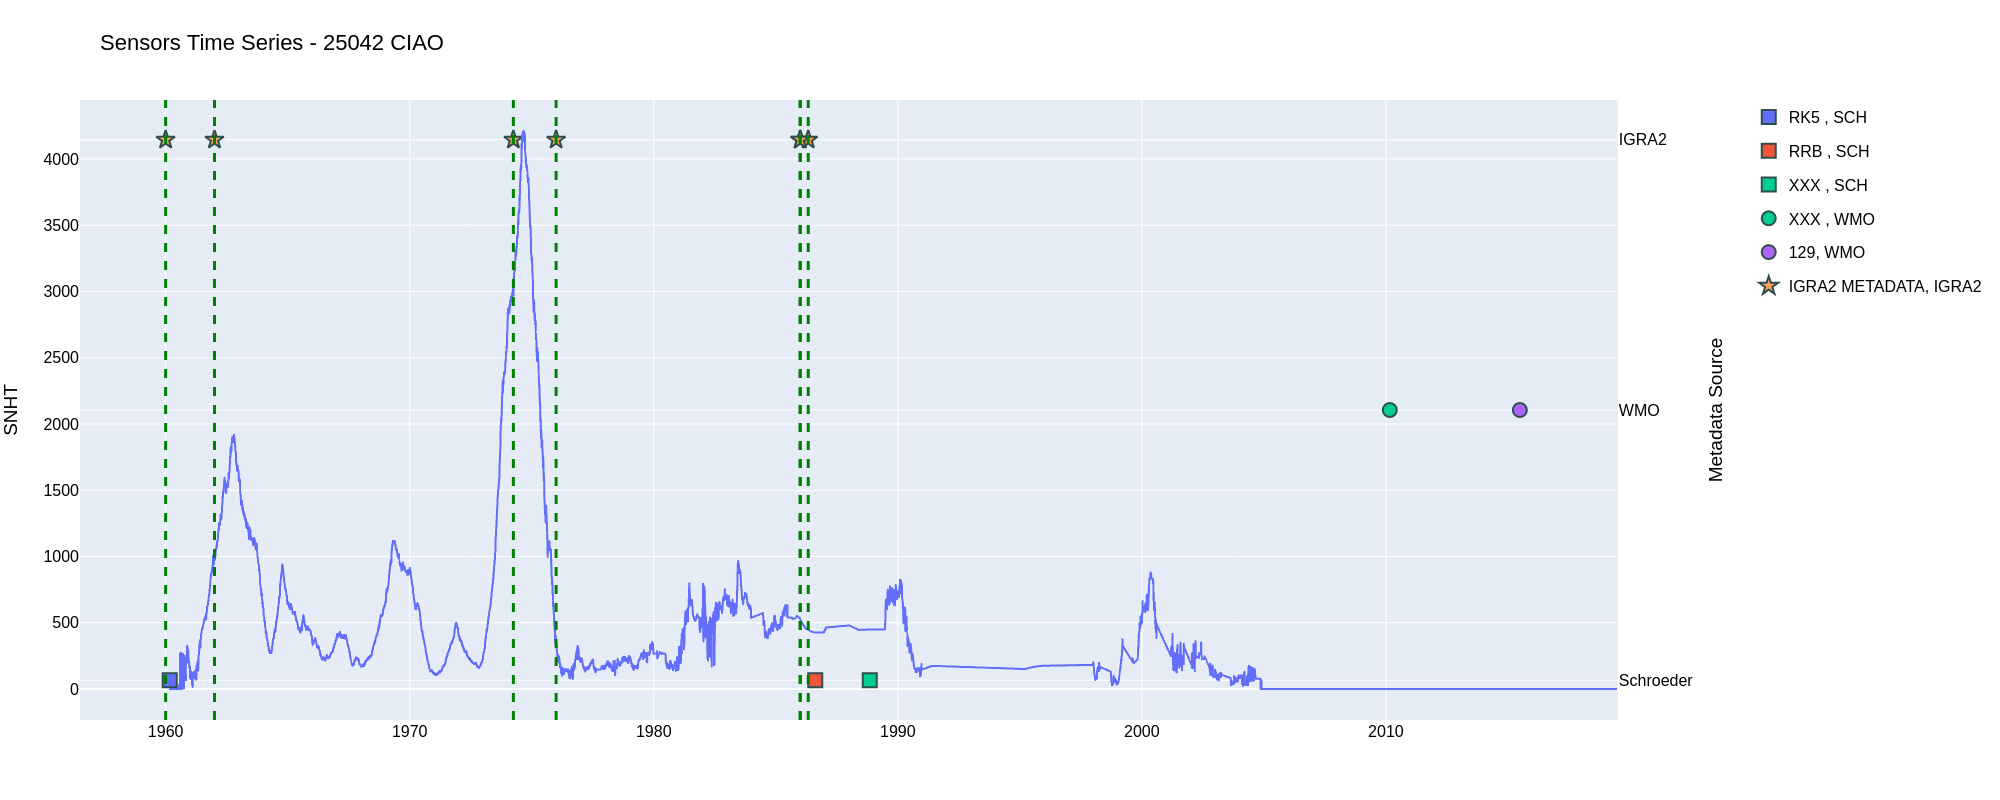 Sensors Time Series - 25042 CIAO
SNHT
4000
3500
3000
2500
2000
1500
1000
500
0
1960
1970
1980
1990
2000
2010
IGRA2
WMO
Schroeder
Metadata Source
RK5 , SCH
RRB , SCH
XXX , SCH
XXX , WMO
129, WMO
IGRA2 METADATA, IGRA2